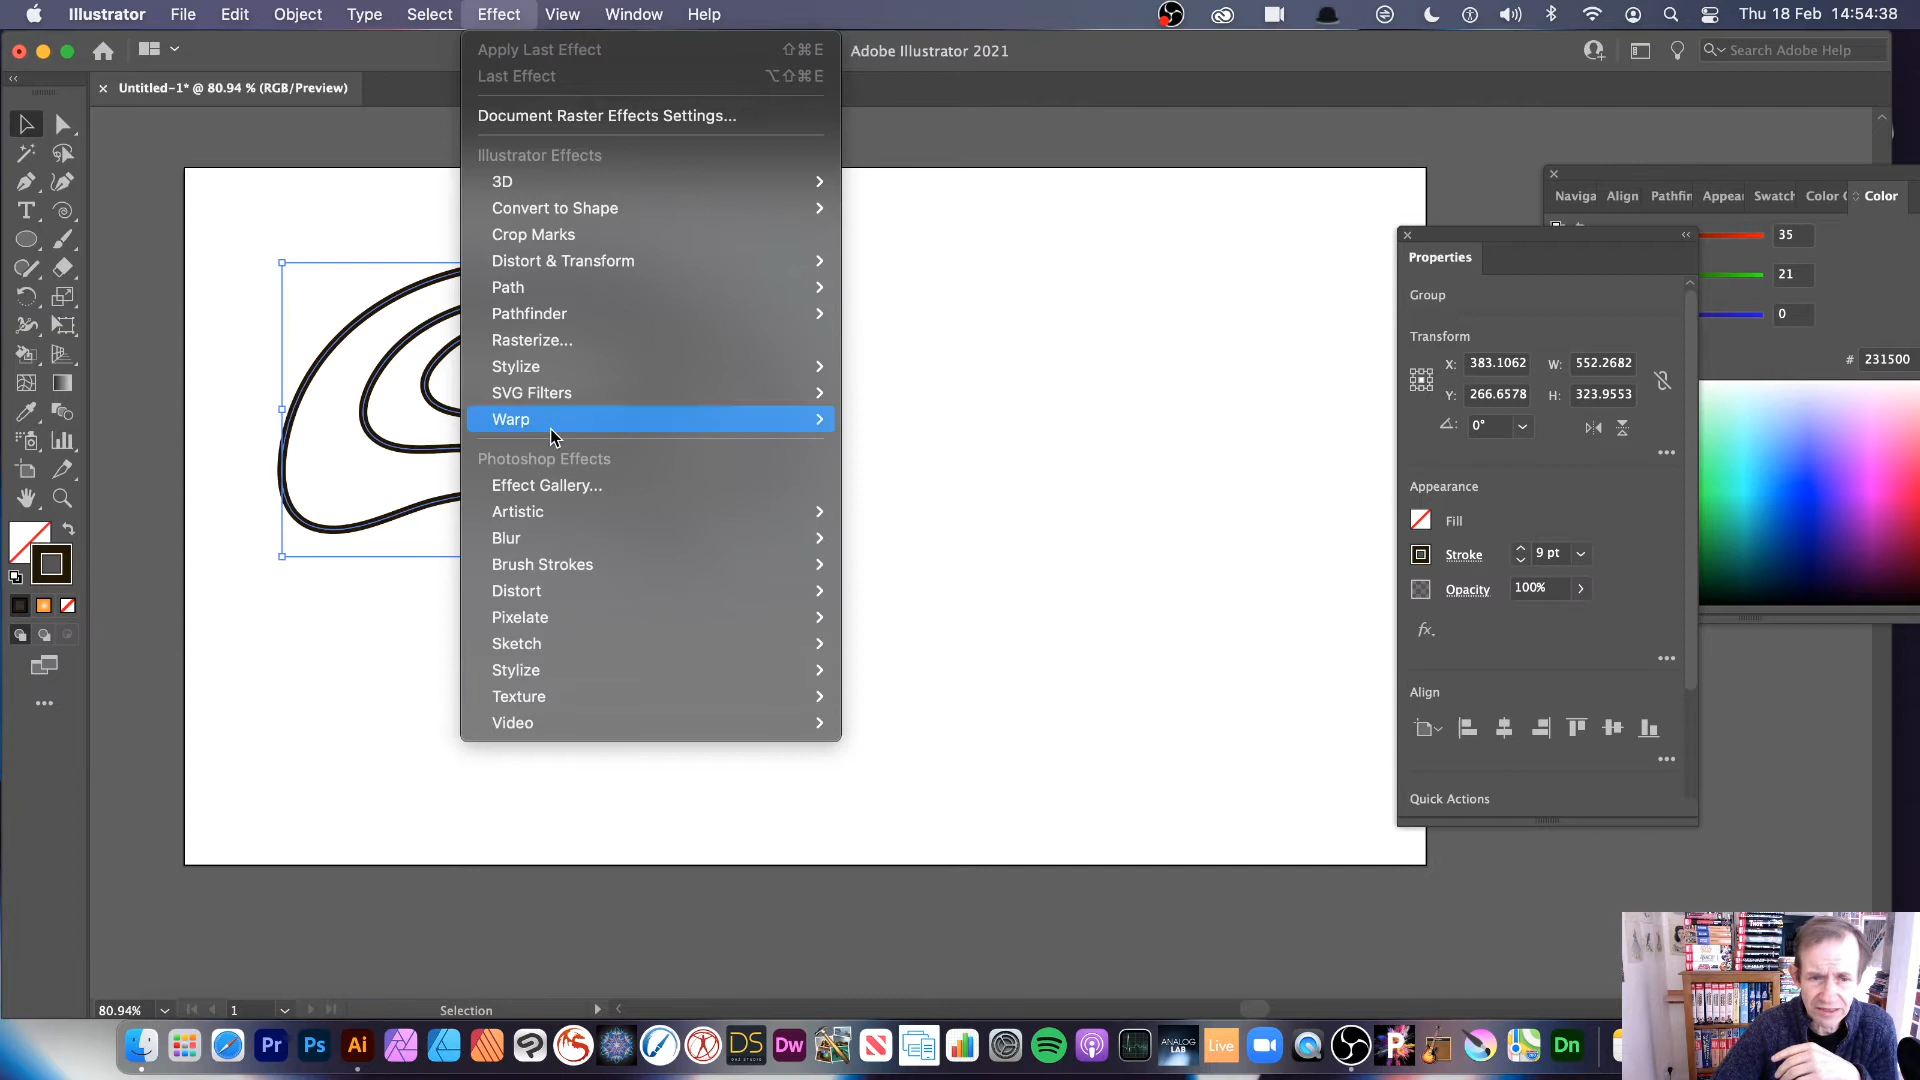 Illustrator File Edit Object Type Select Effect View Window Help
Thu 18 Feb 14:54:38
Adobe Illustrator 2021
Search Adobe Help
× Untitled-1* @ 80.94 % (RGB/Preview)
Apply Last Effect ⇧⌘E
Last Effect ⌥⇧⌘E
Document Raster Effects Settings...
Illustrator Effects
3D
Convert to Shape
Crop Marks
Distort & Transform
Path
Pathfinder
Rasterize...
Stylize
SVG Filters
Warp
Photoshop Effects
Effect Gallery...
Artistic
Blur
Brush Strokes
Distort
Pixelate
Sketch
Stylize
Texture
Video
Naviga Align Pathfin Appear Swatch Color Color
35
21
0
# 231500
Properties
Group
Transform
X: 383.1062 W: 552.2682
Y: 266.6578 H: 323.9553
0°
Appearance
Fill
Stroke 9 pt
Opacity 100%
fx.
Align
Quick Actions
80.94% 1 Selection
Pr Ps Ai DS Dw ANALOG LAB Live P Dn